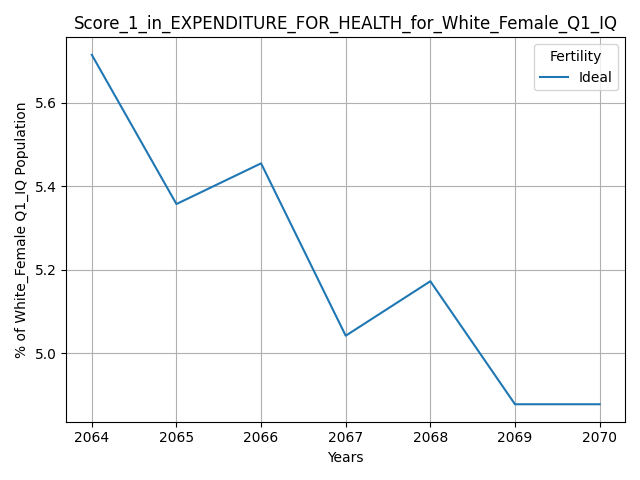 Score_1_in_EXPENDITURE_FOR_HEALTH_for_White_Female_Q1_IQ
Fertility
Ideal
% of White_Female Q1_IQ Population
5.6
5.4
5.2
5.0
2064 2065 2066 2067 2068 2069 2070
Years